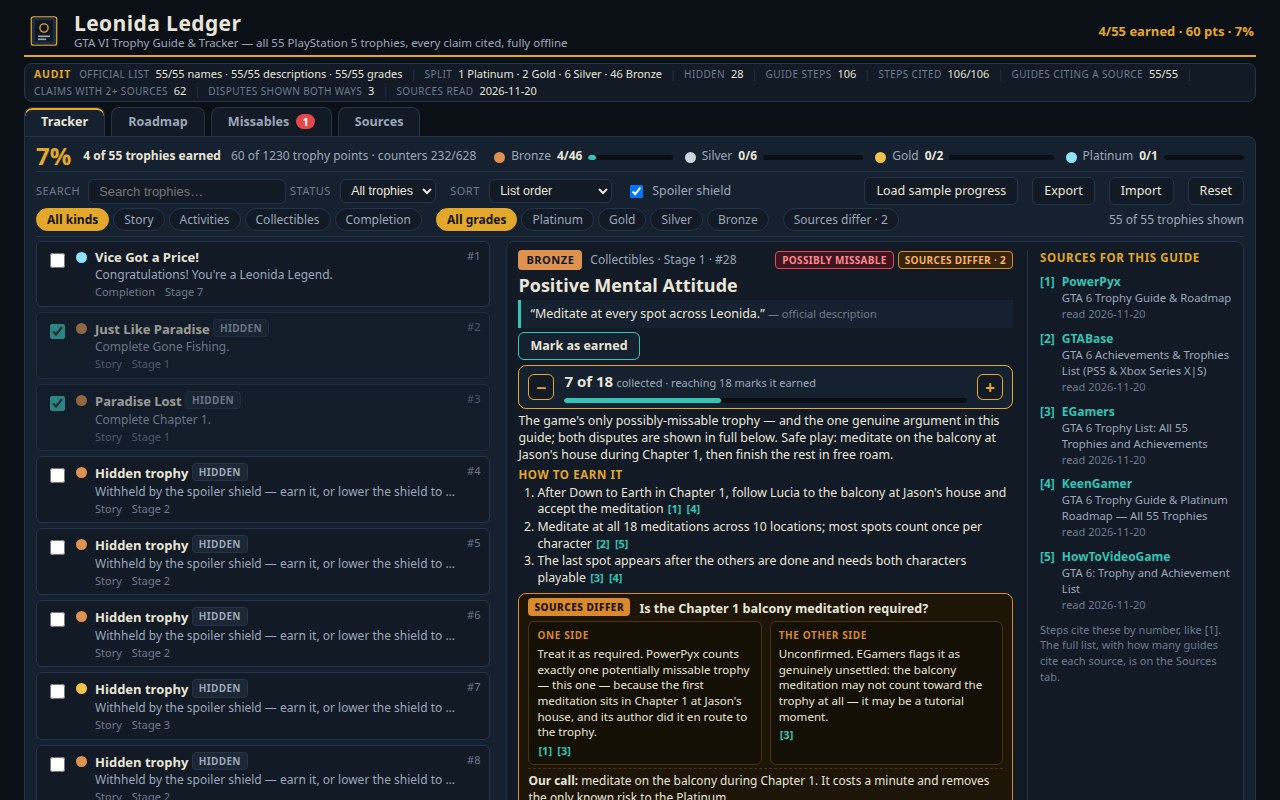 Leonida Ledger
GTA VI Trophy Guide & Tracker — all 55 PlayStation 5 trophies, every claim cited, fully offline
4/55 earned · 60 pts · 7%
AUDIT OFFICIAL LIST 55/55 names · 55/55 descriptions · 55/55 grades SPLIT 1 Platinum · 2 Gold · 6 Silver · 46 Bronze HIDDEN 28 GUIDE STEPS 106 STEPS CITED 106/106 GUIDES CITING A SOURCE 55/55
CLAIMS WITH 2+ SOURCES 62 DISPUTES SHOWN BOTH WAYS 3 SOURCES READ 2026-11-20
Tracker Roadmap Missables 1 Sources
7% 4 of 55 trophies earned 60 of 1230 trophy points · counters 232/628 Bronze 4/46 Silver 0/6 Gold 0/2 Platinum 0/1
SEARCH Search trophies… STATUS All trophies SORT List order Spoiler shield Load sample progress Export Import Reset
All kinds Story Activities Collectibles Completion All grades Platinum Gold Silver Bronze Sources differ · 2 55 of 55 trophies shown
Vice Got a Price! #1
Congratulations! You're a Leonida Legend.
Completion Stage 7
Just Like Paradise HIDDEN #2
Complete Gone Fishing.
Story Stage 1
Paradise Lost HIDDEN #3
Complete Chapter 1.
Story Stage 1
Hidden trophy HIDDEN #4
Withheld by the spoiler shield — earn it, or lower the shield to …
Story Stage 2
Hidden trophy HIDDEN #5
Withheld by the spoiler shield — earn it, or lower the shield to …
Story Stage 2
Hidden trophy HIDDEN #6
Withheld by the spoiler shield — earn it, or lower the shield to …
Story Stage 2
Hidden trophy HIDDEN #7
Withheld by the spoiler shield — earn it, or lower the shield to …
Story Stage 3
Hidden trophy HIDDEN #8
Withheld by the spoiler shield — earn it, or lower the shield to …
Story Stage 2
BRONZE Collectibles · Stage 1 · #28 POSSIBLY MISSABLE SOURCES DIFFER · 2
Positive Mental Attitude
“Meditate at every spot across Leonida.” — official description
Mark as earned
− 7 of 18 collected · reaching 18 marks it earned +
The game's only possibly-missable trophy — and the one genuine argument in this
guide; both disputes are shown in full below. Safe play: meditate on the balcony at
Jason's house during Chapter 1, then finish the rest in free roam.
HOW TO EARN IT
1. After Down to Earth in Chapter 1, follow Lucia to the balcony at Jason's house and
accept the meditation [1] [4]
2. Meditate at all 18 meditations across 10 locations; most spots count once per
character [2] [5]
3. The last spot appears after the others are done and needs both characters
playable [3] [4]
SOURCES DIFFER Is the Chapter 1 balcony meditation required?
ONE SIDE
Treat it as required. PowerPyx counts
exactly one potentially missable trophy
— this one — because the first
meditation sits in Chapter 1 at Jason's
house, and its author did it en route to
the trophy.
[1] [3]
THE OTHER SIDE
Unconfirmed. EGamers flags it as
genuinely unsettled: the balcony
meditation may not count toward the
trophy at all — it may be a tutorial
moment.
[3]
Our call: meditate on the balcony during Chapter 1. It costs a minute and removes
the only known risk to the Platinum.
SOURCES FOR THIS GUIDE
[1] PowerPyx
GTA 6 Trophy Guide & Roadmap
read 2026-11-20
[2] GTABase
GTA 6 Achievements & Trophies
List (PS5 & Xbox Series X|S)
read 2026-11-20
[3] EGamers
GTA 6 Trophy List: All 55
Trophies and Achievements
read 2026-11-20
[4] KeenGamer
GTA 6 Trophy Guide & Platinum
Roadmap — All 55 Trophies
read 2026-11-20
[5] HowToVideoGame
GTA 6: Trophy and Achievement
List
read 2026-11-20
Steps cite these by number, like [1].
The full list, with how many guides
cite each source, is on the Sources
tab.